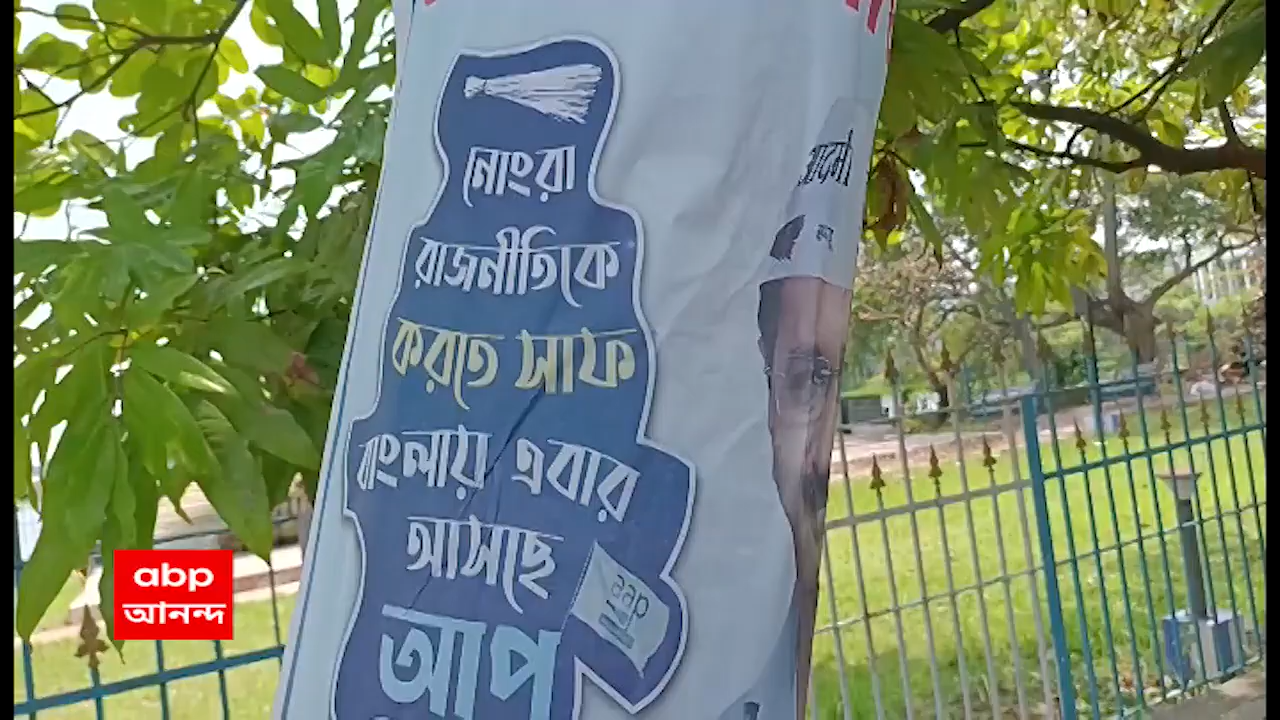 নোংরা
রাজনীতিকে
করতে সাফ
বাংলায় এবার
আসছে
aap
আপ
abp
আনন্দ